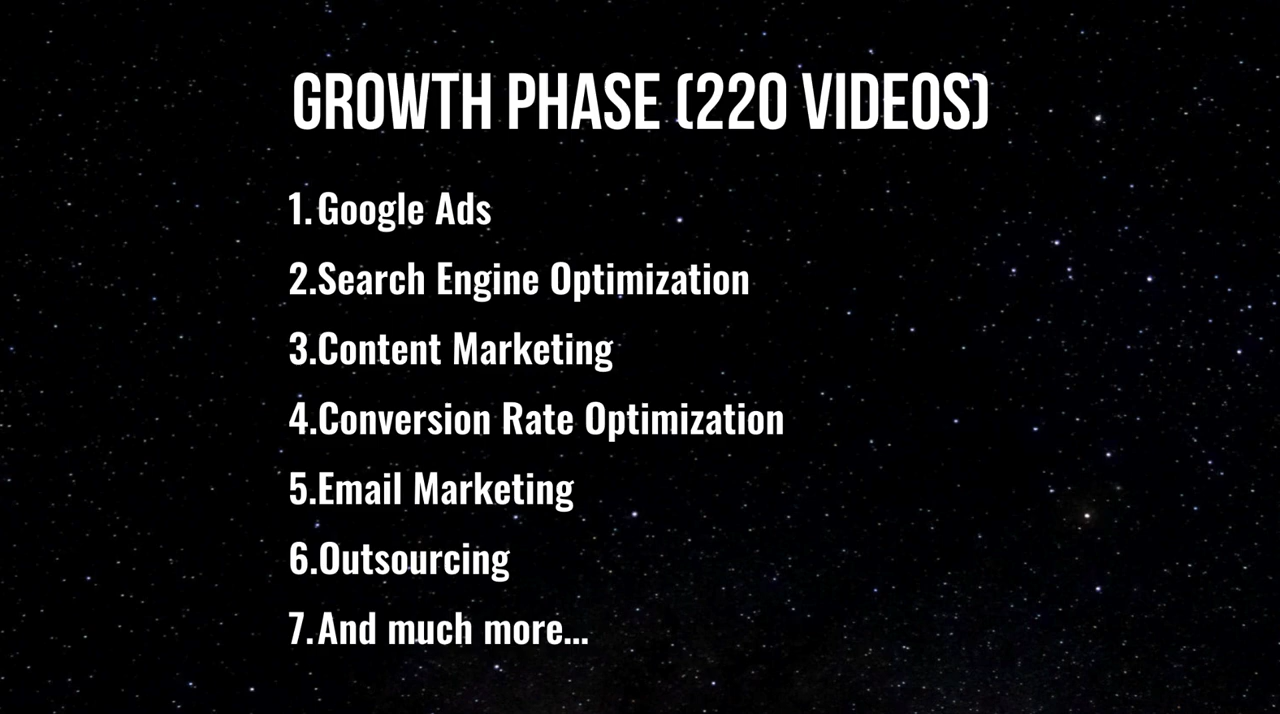 GROWTH PHASE (220 VIDEOS)
1. Google Ads
2.Search Engine Optimization
3.Content Marketing
4.Conversion Rate Optimization
5.Email Marketing
6.Outsourcing
7. And much more...